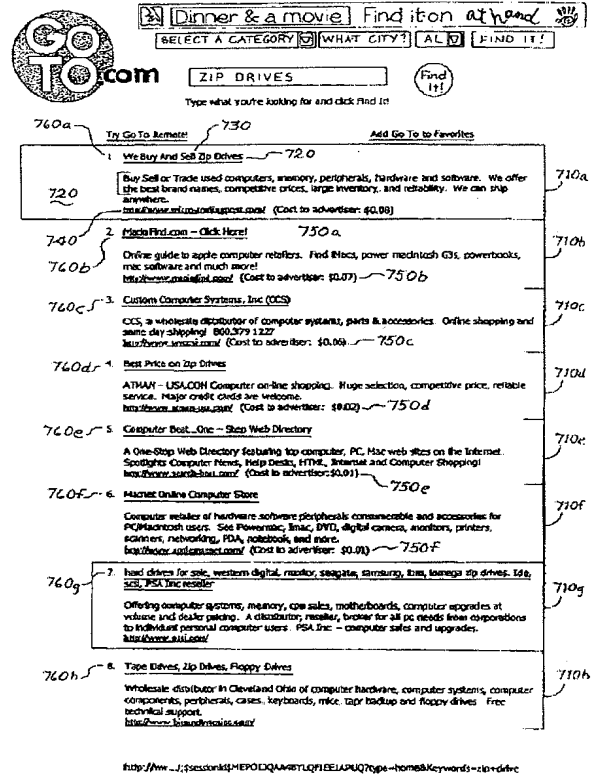 Dinner & a movie Find it on at hand
SELECT A CATEGORY WHAT CITY? AL FIND IT!
GO TO.com
ZIP DRIVES Find It!
Type what you're looking for and click Find It!
760a 730
Try Go To Remote! Add Go To to Favorites
1. We Buy And Sell Zip Drives 720
710a
Buy Sell or Trade used computers, memory, peripherals, hardware and software. We offer
720 the best brand names, competitive prices, large inventory, and reliability. We can ship
anywhere.
(Cost to advertiser: $0.08)
740
2. MacinFind.com – Click Here! 750a 710b
760b
Online guide to apple computer retailers. Find iMacs, power macintosh G3s, powerbooks,
mac software and much more!
(Cost to advertiser: $0.07) 750b
760c 3. Custom Computer Systems, Inc (CCS) 710c
CCS, a wholesale distributor of computer systems, parts & accessories. Online shopping and
same day shipping! 800.379.1227
(Cost to advertiser: $0.06) 750c
760d 4. Best Price on Zip Drives 710d
ATMAN – USA.COM Computer on-line shopping. Huge selection, competitive price, reliable
service. Major credit cards are welcome.
(Cost to advertiser: $0.02) 750d
760e 5. Computer Best...One – Stop Web Directory 710e
A One-Stop Web Directory featuring top computer, PC, Mac web sites on the Internet.
Spotlights Computer News, Help Desks, HTML, Internet and Computer Shopping!
(Cost to advertiser:$0.01)
750e
760f 6. Macnet Online Computer Store 710f
Computer retailer of hardware software peripherals consumerable and accessories for
PC/Macintosh users. See Powermac, Imac, DVD, digital camera, monitors, printers,
scanners, networking, PDA, notebook, and more.
(Cost to advertiser: $0.01) 750f
760g 7. hard drives for sale, western digital, maxtor, seagate, samsung, ibm, iomega zip drives. Ide, 710g
scsi, PSA Inc reseller
Offering computer systems, memory, cpu sales, motherboards, computer upgrades at
volume and dealer pricing. A distributor, reseller, broker for all pc needs from corporations
to individual personal computer users. PSA Inc – computer sales and upgrades.
760h 8. Tape Drives, Zip Drives, Floppy Drives 710h
Wholesale distributor in Cleveland Ohio of computer hardware, computer systems, computer
components, peripherals, cases, keyboards, mice, tapr backup and floppy drives Free
technical support.